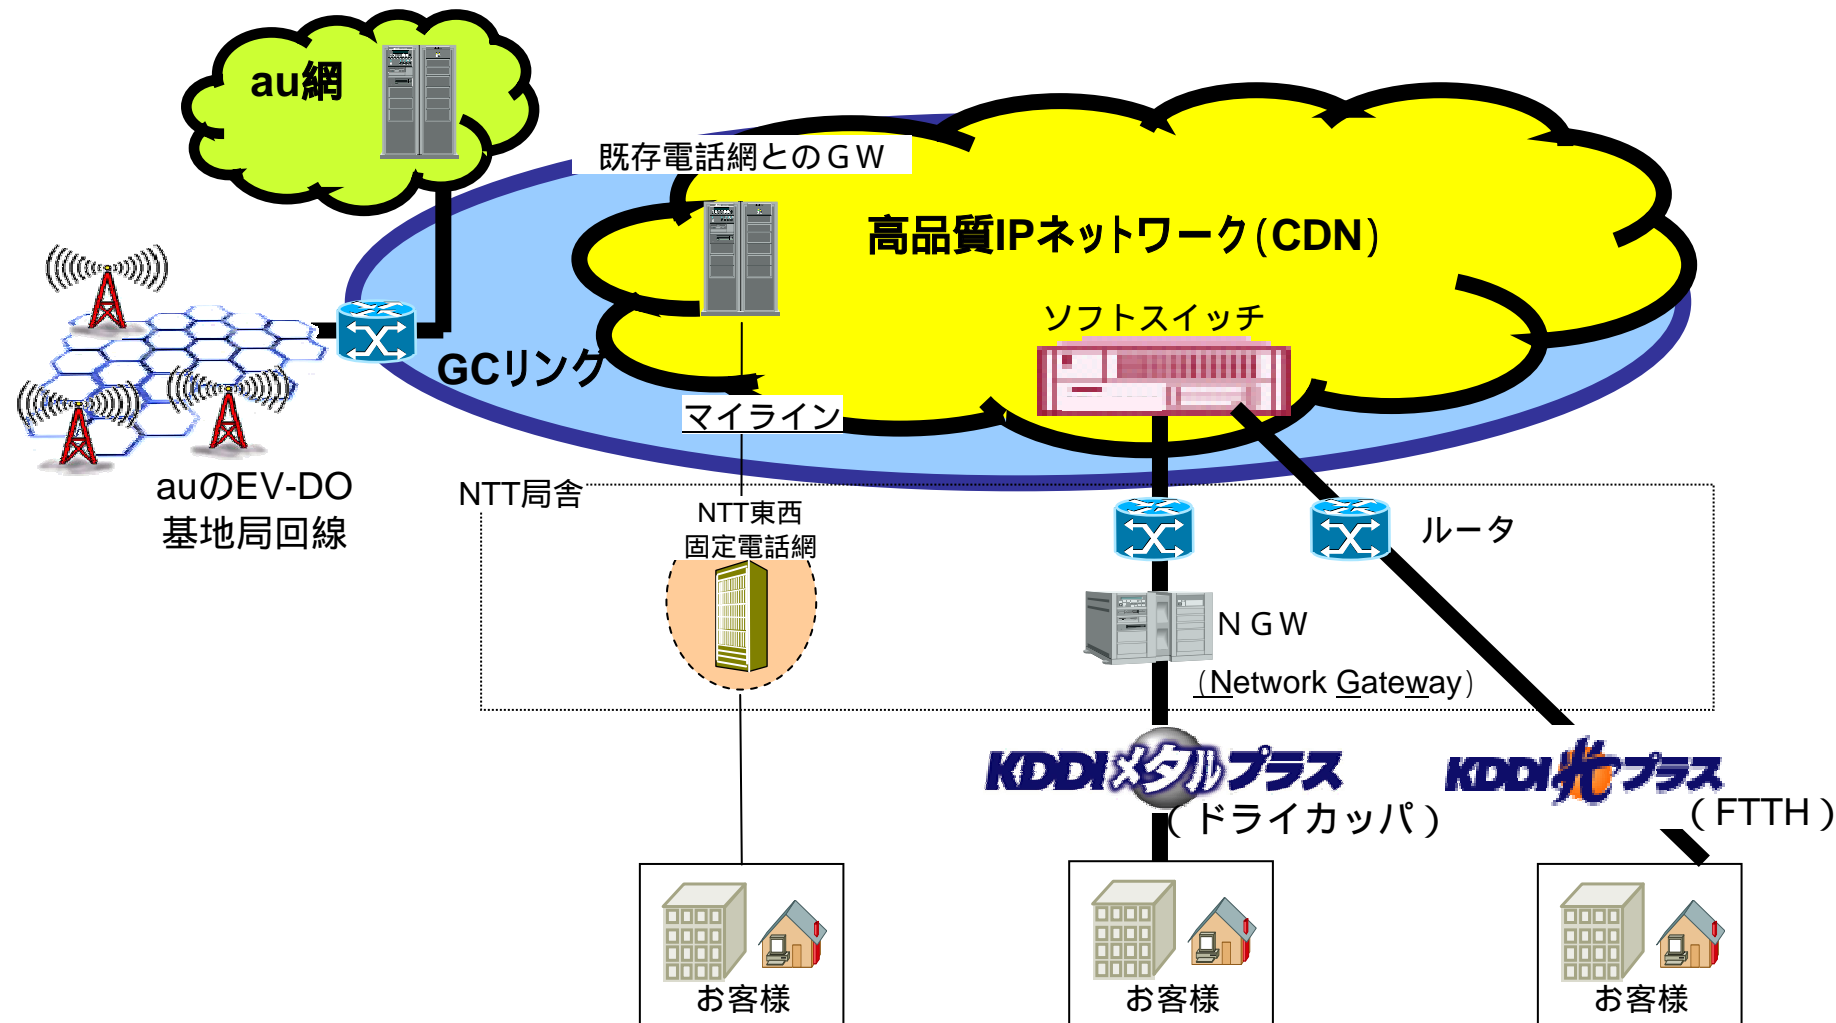 au網
既存電話網とのＧＷ
高品質IPネットワーク(CDN)
ソフトスイッチ
GCリング
マイライン
auのEV-DO
基地局回線
NTT局舎
NTT東西
固定電話網
ルータ
ＮＧＷ
(Network Gateway)
KDDIメタルプラス
（ドライカッパ）
KDDI光プラス
（FTTH）
お客様
お客様
お客様